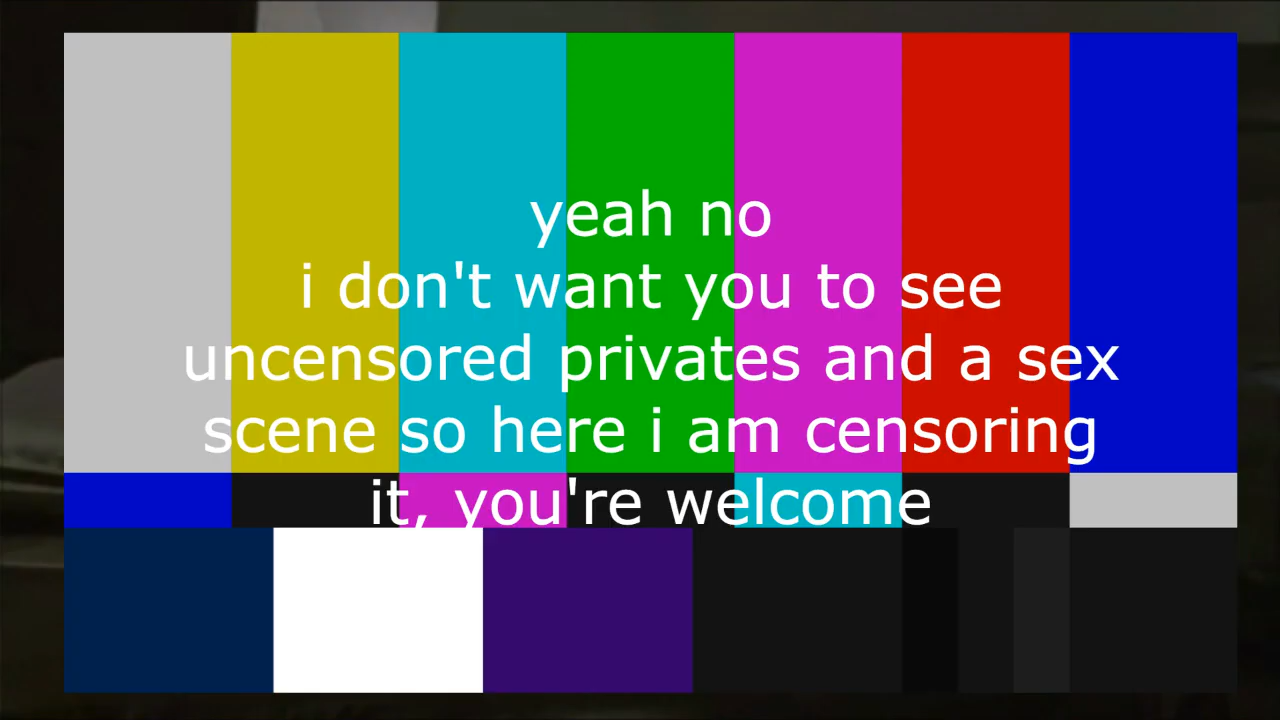 yeah no
i don't want you to see
uncensored privates and a sex
scene so here i am censoring
it, you're welcome